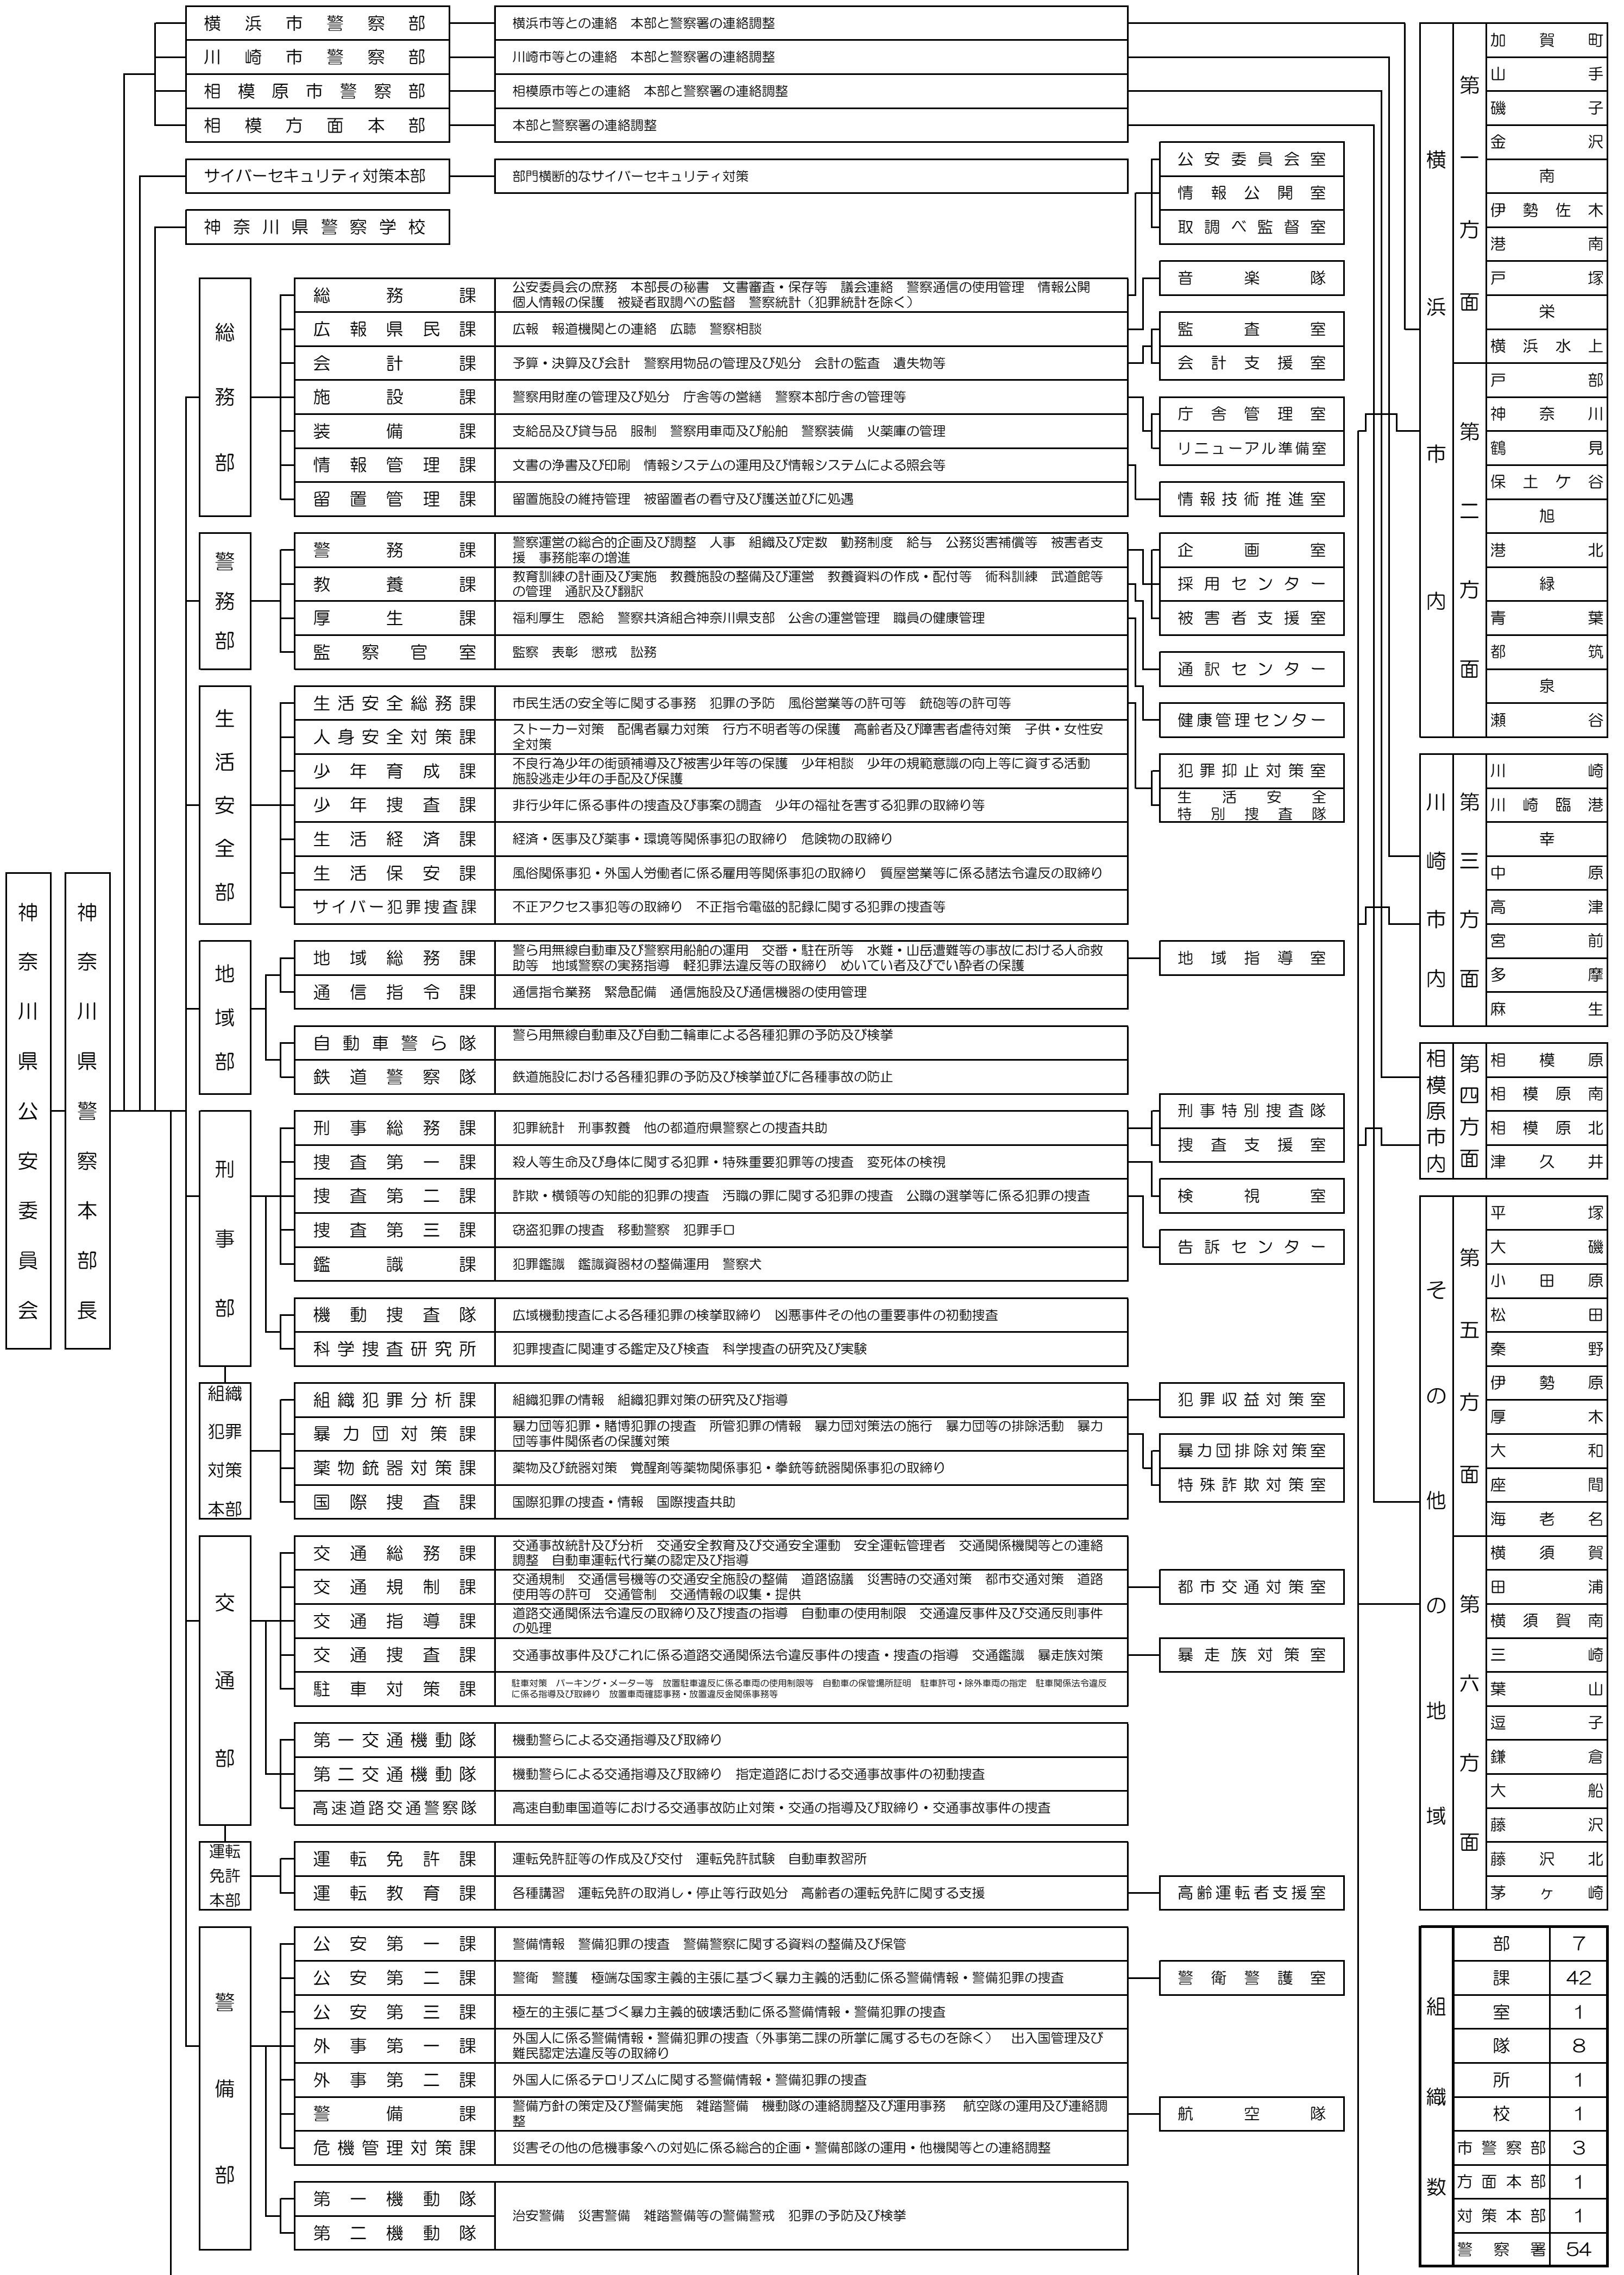 神奈川県公安委員会
神奈川県警察本部長
横浜市警察部
横浜市等との連絡　本部と警察署の連絡調整
川崎市警察部
川崎市等との連絡　本部と警察署の連絡調整
相模原市警察部
相模原市等との連絡　本部と警察署の連絡調整
相模方面本部
本部と警察署の連絡調整
サイバーセキュリティ対策本部
部門横断的なサイバーセキュリティ対策
神奈川県警察学校
総務部
総務課
公安委員会の庶務　本部長の秘書　文書審査・保存等　議会連絡　警察通信の使用管理　情報公開
個人情報の保護　被疑者取調べの監督　警察統計（犯罪統計を除く）
公安委員会室
情報公開室
取調べ監督室
広報県民課
広報　報道機関との連絡　広聴　警察相談
音楽隊
会計課
予算・決算及び会計　警察用物品の管理及び処分　会計の監査　遺失物等
監査室
会計支援室
施設課
警察用財産の管理及び処分　庁舎等の営繕　警察本部庁舎の管理等
庁舎管理室
リニューアル準備室
装備課
支給品及び貸与品　服制　警察用車両及び船舶　警察装備　火薬庫の管理
情報管理課
文書の浄書及び印刷　情報システムの運用及び情報システムによる照会等
情報技術推進室
留置管理課
留置施設の維持管理　被留置者の看守及び護送並びに処遇
警務部
警務課
警察運営の総合的企画及び調整　人事　組織及び定数　勤務制度　給与　公務災害補償等　被害者支
援　事務能率の増進
企画室
採用センター
被害者支援室
教養課
教育訓練の計画及び実施　教養施設の整備及び運営　教養資料の作成・配付等　術科訓練　武道館等
の管理　通訳及び翻訳
通訳センター
厚生課
福利厚生　恩給　警察共済組合神奈川県支部　公舎の運営管理　職員の健康管理
健康管理センター
監察官室
監察　表彰　懲戒　訟務
生活安全部
生活安全総務課
市民生活の安全等に関する事務　犯罪の予防　風俗営業等の許可等　銃砲等の許可等
犯罪抑止対策室
生活安全
特別捜査隊
人身安全対策課
ストーカー対策　配偶者暴力対策　行方不明者等の保護　高齢者及び障害者虐待対策　子供・女性安
全対策
少年育成課
不良行為少年の街頭補導及び被害少年等の保護　少年相談　少年の規範意識の向上等に資する活動
施設逃走少年の手配及び保護
少年捜査課
非行少年に係る事件の捜査及び事案の調査　少年の福祉を害する犯罪の取締り等
生活経済課
経済・医事及び薬事・環境等関係事犯の取締り　危険物の取締り
生活保安課
風俗関係事犯・外国人労働者に係る雇用等関係事犯の取締り　質屋営業等に係る諸法令違反の取締り
サイバー犯罪捜査課
不正アクセス事犯等の取締り　不正指令電磁的記録に関する犯罪の捜査等
地域部
地域総務課
警ら用無線自動車及び警察用船舶の運用　交番・駐在所等　水難・山岳遭難等の事故における人命救
助等　地域警察の実務指導　軽犯罪法違反等の取締り　めいてい者及びでい酔者の保護
地域指導室
通信指令課
通信指令業務　緊急配備　通信施設及び通信機器の使用管理
自動車警ら隊
警ら用無線自動車及び自動二輪車による各種犯罪の予防及び検挙
鉄道警察隊
鉄道施設における各種犯罪の予防及び検挙並びに各種事故の防止
刑事部
刑事総務課
犯罪統計　刑事教養　他の都道府県警察との捜査共助
刑事特別捜査隊
捜査支援室
捜査第一課
殺人等生命及び身体に関する犯罪・特殊重要犯罪等の捜査　変死体の検視
検視室
捜査第二課
詐欺・横領等の知能的犯罪の捜査　汚職の罪に関する犯罪の捜査　公職の選挙等に係る犯罪の捜査
告訴センター
捜査第三課
窃盗犯罪の捜査　移動警察　犯罪手口
鑑識課
犯罪鑑識　鑑識資器材の整備運用　警察犬
機動捜査隊
広域機動捜査による各種犯罪の検挙取締り　凶悪事件その他の重要事件の初動捜査
科学捜査研究所
犯罪捜査に関連する鑑定及び検査　科学捜査の研究及び実験
組織
犯罪
対策
本部
組織犯罪分析課
組織犯罪の情報　組織犯罪対策の研究及び指導
犯罪収益対策室
暴力団対策課
暴力団等犯罪・賭博犯罪の捜査　所管犯罪の情報　暴力団対策法の施行　暴力団等の排除活動　暴力
団等事件関係者の保護対策
暴力団排除対策室
特殊詐欺対策室
薬物銃器対策課
薬物及び銃器対策　覚醒剤等薬物関係事犯・拳銃等銃器関係事犯の取締り
国際捜査課
国際犯罪の捜査・情報　国際捜査共助
交通部
交通総務課
交通事故統計及び分析　交通安全教育及び交通安全運動　安全運転管理者　交通関係機関等との連絡
調整　自動車運転代行業の認定及び指導
交通規制課
交通規制　交通信号機等の交通安全施設の整備　道路協議　災害時の交通対策　都市交通対策　道路
使用等の許可　交通管制　交通情報の収集・提供
都市交通対策室
交通指導課
道路交通関係法令違反の取締り及び捜査の指導　自動車の使用制限　交通違反事件及び交通反則事件
の処理
交通捜査課
交通事故事件及びこれに係る道路交通関係法令違反事件の捜査・捜査の指導　交通鑑識　暴走族対策
暴走族対策室
駐車対策課
駐車対策　パーキング・メーター等　放置駐車違反に係る車両の使用制限等　自動車の保管場所証明　駐車許可・除外車両の指定　駐車関係法令違反
に係る指導及び取締り　放置車両確認事務・放置違反金関係事務等
第一交通機動隊
機動警らによる交通指導及び取締り
第二交通機動隊
機動警らによる交通指導及び取締り　指定道路における交通事故事件の初動捜査
高速道路交通警察隊
高速自動車国道等における交通事故防止対策・交通の指導及び取締り・交通事故事件の捜査
運転
免許
本部
運転免許課
運転免許証等の作成及び交付　運転免許試験　自動車教習所
運転教育課
各種講習　運転免許の取消し・停止等行政処分　高齢者の運転免許に関する支援
高齢運転者支援室
警備部
公安第一課
警備情報　警備犯罪の捜査　警備警察に関する資料の整備及び保管
公安第二課
警衛　警護　極端な国家主義的主張に基づく暴力主義的活動に係る警備情報・警備犯罪の捜査
警衛警護室
公安第三課
極左的主張に基づく暴力主義的破壊活動に係る警備情報・警備犯罪の捜査
外事第一課
外国人に係る警備情報・警備犯罪の捜査（外事第二課の所掌に属するものを除く）　出入国管理及び
難民認定法違反等の取締り
外事第二課
外国人に係るテロリズムに関する警備情報・警備犯罪の捜査
警備課
警備方針の策定及び警備実施　雑踏警備　機動隊の連絡調整及び運用事務　航空隊の運用及び連絡調
整
航空隊
危機管理対策課
災害その他の危機事象への対処に係る総合的企画・警備部隊の運用・他機関等との連絡調整
第一機動隊
第二機動隊
治安警備　災害警備　雑踏警備等の警備警戒　犯罪の予防及び検挙
横浜市内
第一方面
加賀町
山手
磯子
金沢
南
伊勢佐木
港南
戸塚
栄
横浜水上
第二方面
戸部
神奈川
鶴見
保土ケ谷
旭
港北
緑
青葉
都筑
泉
瀬谷
川崎市内
第三方面
川崎
川崎臨港
幸
中原
高津
宮前
多摩
麻生
相模原市内
第四方面
相模原
相模原南
相模原北
津久井
その他の地域
第五方面
平塚
大磯
小田原
松田
秦野
伊勢原
厚木
大和
座間
海老名
第六方面
横須賀
田浦
横須賀南
三崎
葉山
逗子
鎌倉
大船
藤沢
藤沢北
茅ケ崎
組織数
部 7
課 42
室 1
隊 8
所 1
校 1
市警察部 3
方面本部 1
対策本部 1
警察署 54